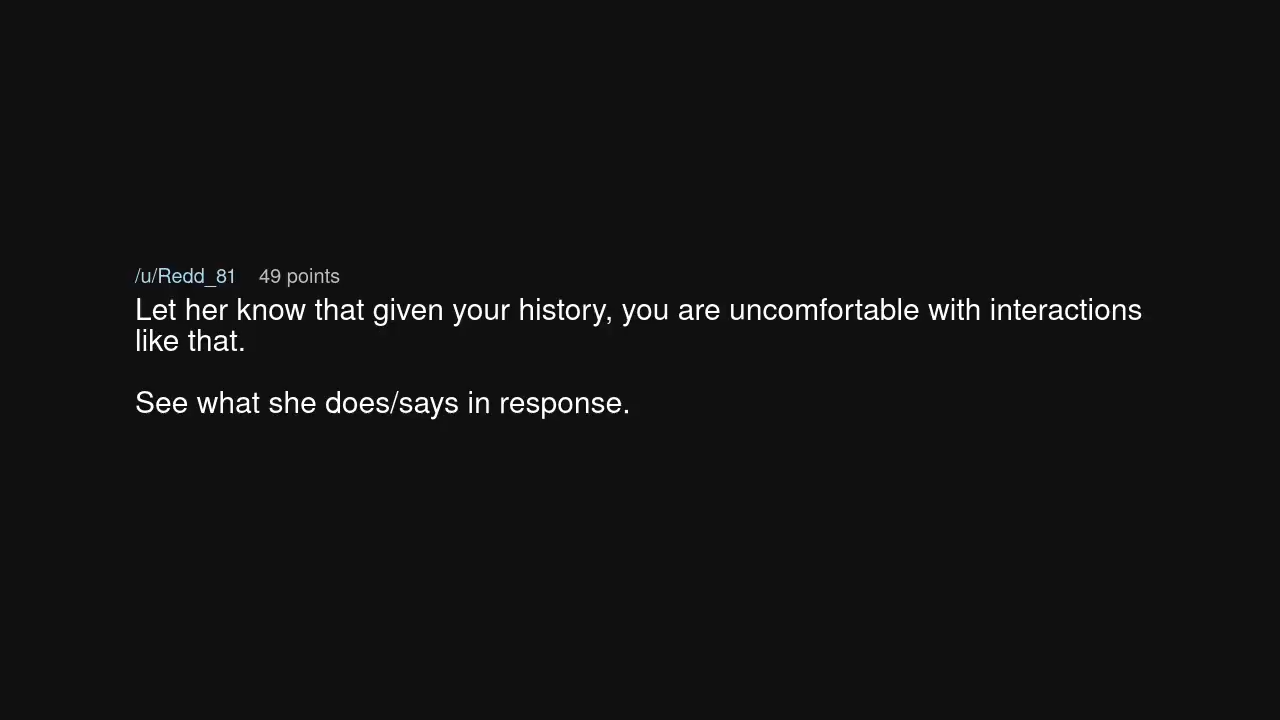 /u/Redd_81 49 points
Let her know that given your history, you are uncomfortable with interactions
like that.
See what she does/says in response.